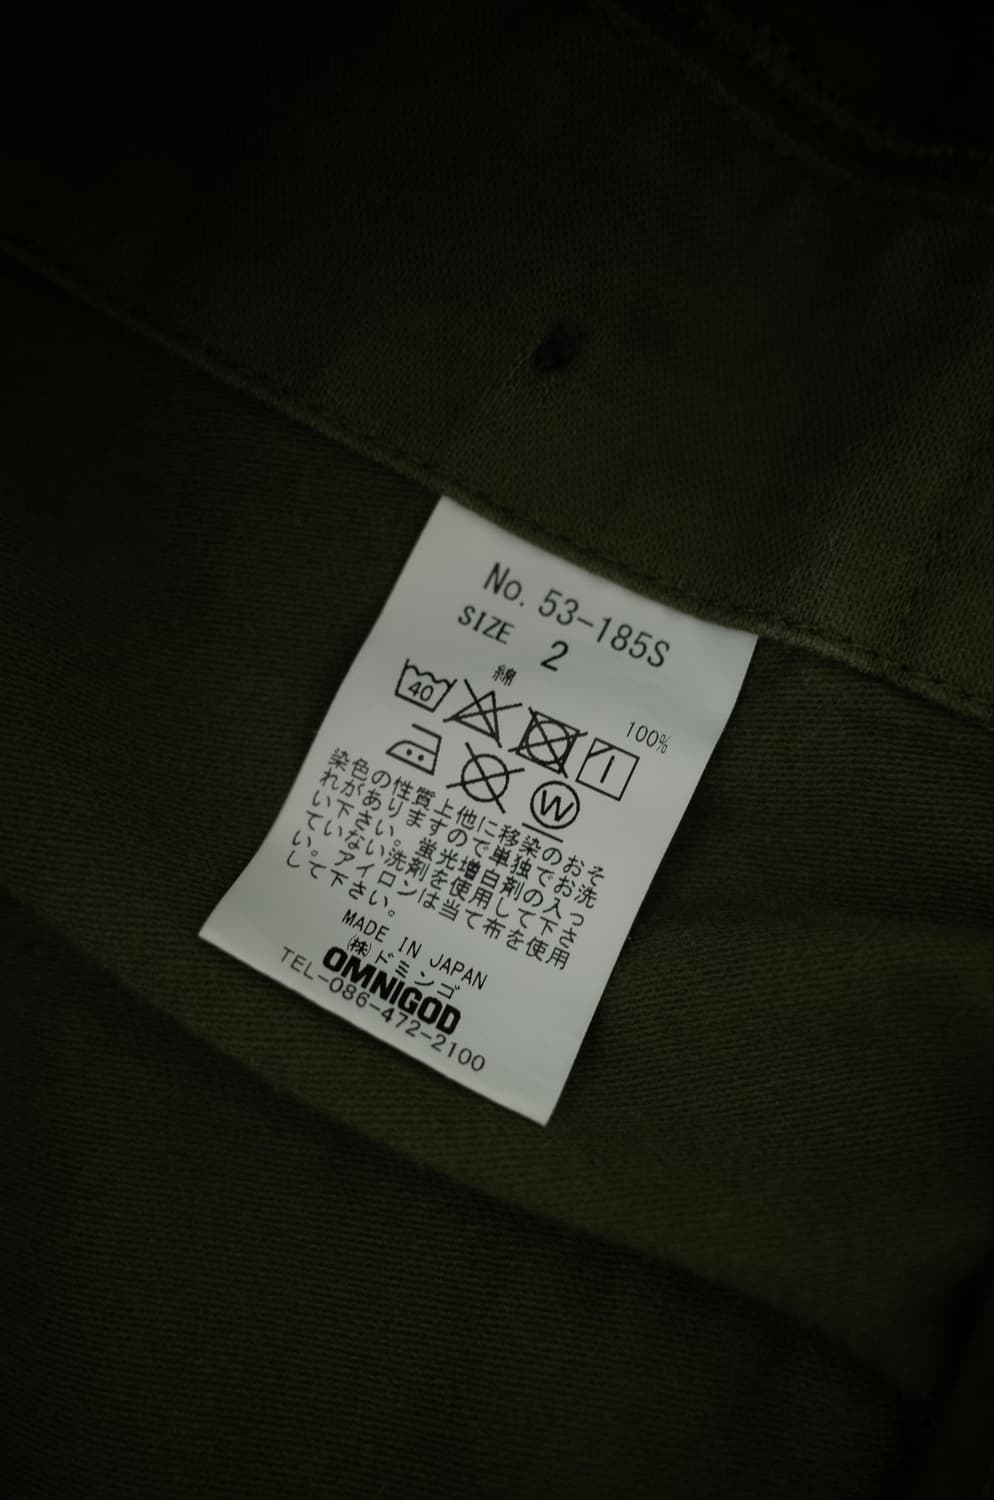 No. 53-185S
SIZE 2
綿 100%
40
W
染色の性質上他に移染のおそ
れがありますので単独でお洗
い下さい。蛍光増白剤の入っ
ていない洗剤を使用して下さ
い。アイロンは当て布を使用
して下さい。
MADE IN JAPAN
㈱ドミンゴ
OMNIGOD
TEL-086-472-2100